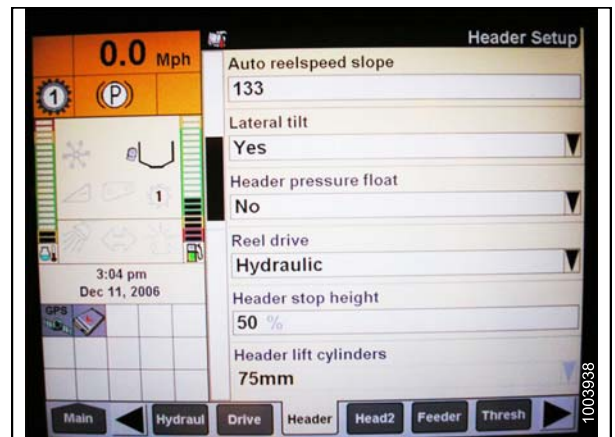 Header Setup
0.0 Mph
1
(P)
1
3:04 pm
Dec 11, 2006
GPS
Auto reelspeed slope
133
Lateral tilt
Yes
Header pressure float
No
Reel drive
Hydraulic
Header stop height
50 %
Header lift cylinders
75mm
Main
Hydraul
Drive
Header
Head2
Feeder
Thresh
1003938